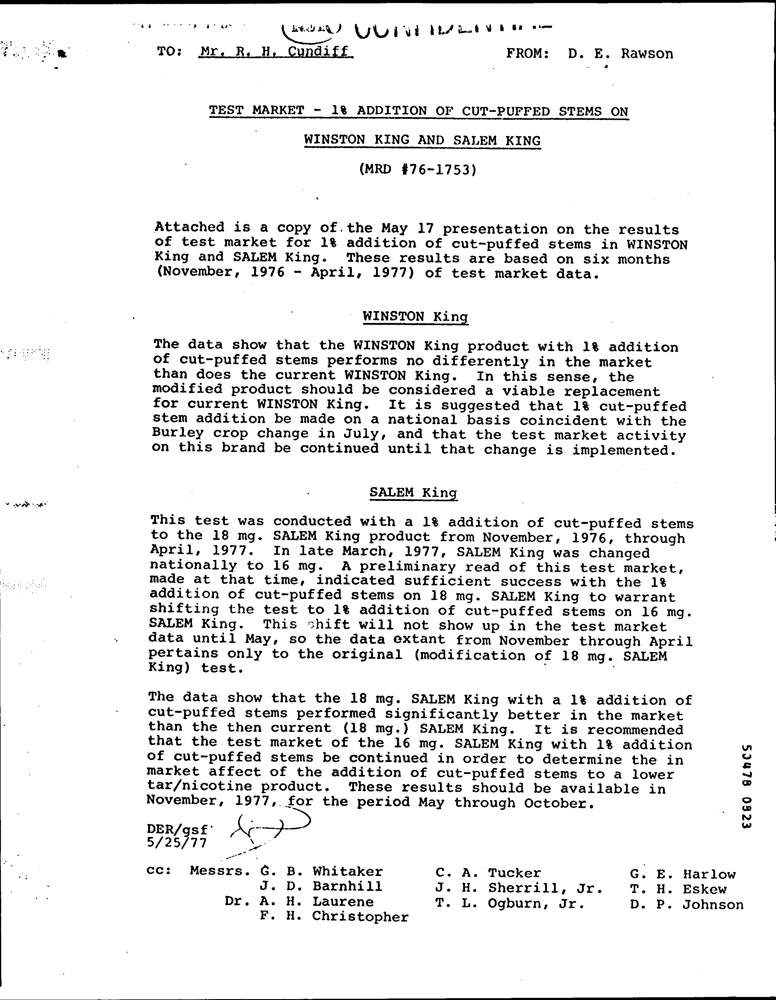 CONFIDENTIAL
TO: Mr. R. H. Cundiff FROM: D. E. Rawson
TEST MARKET - 1% ADDITION OF CUT-PUFFED STEMS ON
WINSTON KING AND SALEM KING
(MRD #76-1753)
Attached is a copy of the May 17 presentation on the results
of test market for 1% addition of cut-puffed stems in WINSTON
King and SALEM King. These results are based on six months
(November, 1976 - April, 1977) of test market data.
WINSTON King
The data show that the WINSTON King product with 1% addition
of cut-puffed stems performs no differently in the market
than does the current WINSTON King. In this sense, the
modified product should be considered a viable replacement
for current WINSTON King. It is suggested that 1% cut-puffed
stem addition be made on a national basis coincident with the
Burley crop change in July, and that the test market activity
on this brand be continued until that change is implemented.
SALEM King
This test was conducted with a 1% addition of cut-puffed stems
to the 18 mg. SALEM King product from November, 1976, through
April, 1977. In late March, 1977, SALEM King was changed
nationally to 16 mg. A preliminary read of this test market,
made at that time, indicated sufficient success with the 1%
addition of cut-puffed stems on 18 mg. SALEM King to warrant
shifting the test to 1% addition of cut-puffed stems on 16 mg.
SALEM King. This shift will not show up in the test market
data until May, so the data extant from November through April
pertains only to the original (modification of 18 mg. SALEM
King) test.
The data show that the 18 mg. SALEM King with a 1% addition of
cut-puffed stems performed significantly better in the market
than the then current (18 mg.) SALEM King. It is recommended
that the test market of the 16 mg. SALEM King with 1% addition
of cut-puffed stems be continued in order to determine the in
market affect of the addition of cut-puffed stems to a lower
tar/nicotine product. These results should be available in
November, 1977, for the period May through October.
DER/gsf
5/25/77
cc: Messrs. G. B. Whitaker C. A. Tucker G. E. Harlow
J. D. Barnhill J. H. Sherrill, Jr. T. H. Eskew
Dr. A. H. Laurene T. L. Ogburn, Jr. D. P. Johnson
F. H. Christopher
53478 0823